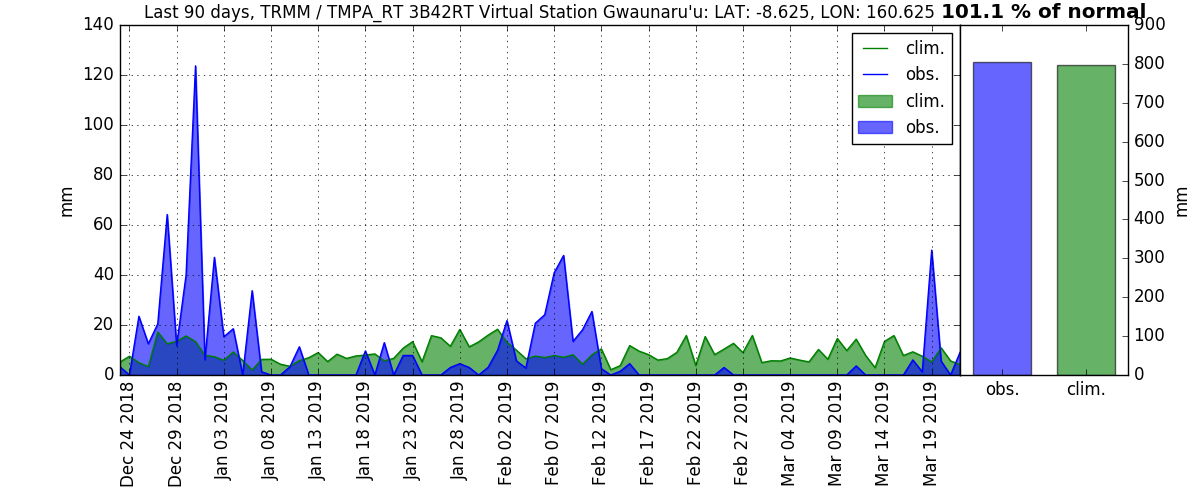 Last 90 days, TRMM / TMPA_RT 3B42RT Virtual Station Gwaunaru'u: LAT: -8.625, LON: 160.625 101.1 % of normal
140
120
100
80
60
40
20
0
mm
clim.
obs.
clim.
obs.
900
800
700
600
500
400
300
200
100
0
mm
obs.
clim.
Dec 24 2018
Dec 29 2018
Jan 03 2019
Jan 08 2019
Jan 13 2019
Jan 18 2019
Jan 23 2019
Jan 28 2019
Feb 02 2019
Feb 07 2019
Feb 12 2019
Feb 17 2019
Feb 22 2019
Feb 27 2019
Mar 04 2019
Mar 09 2019
Mar 14 2019
Mar 19 2019